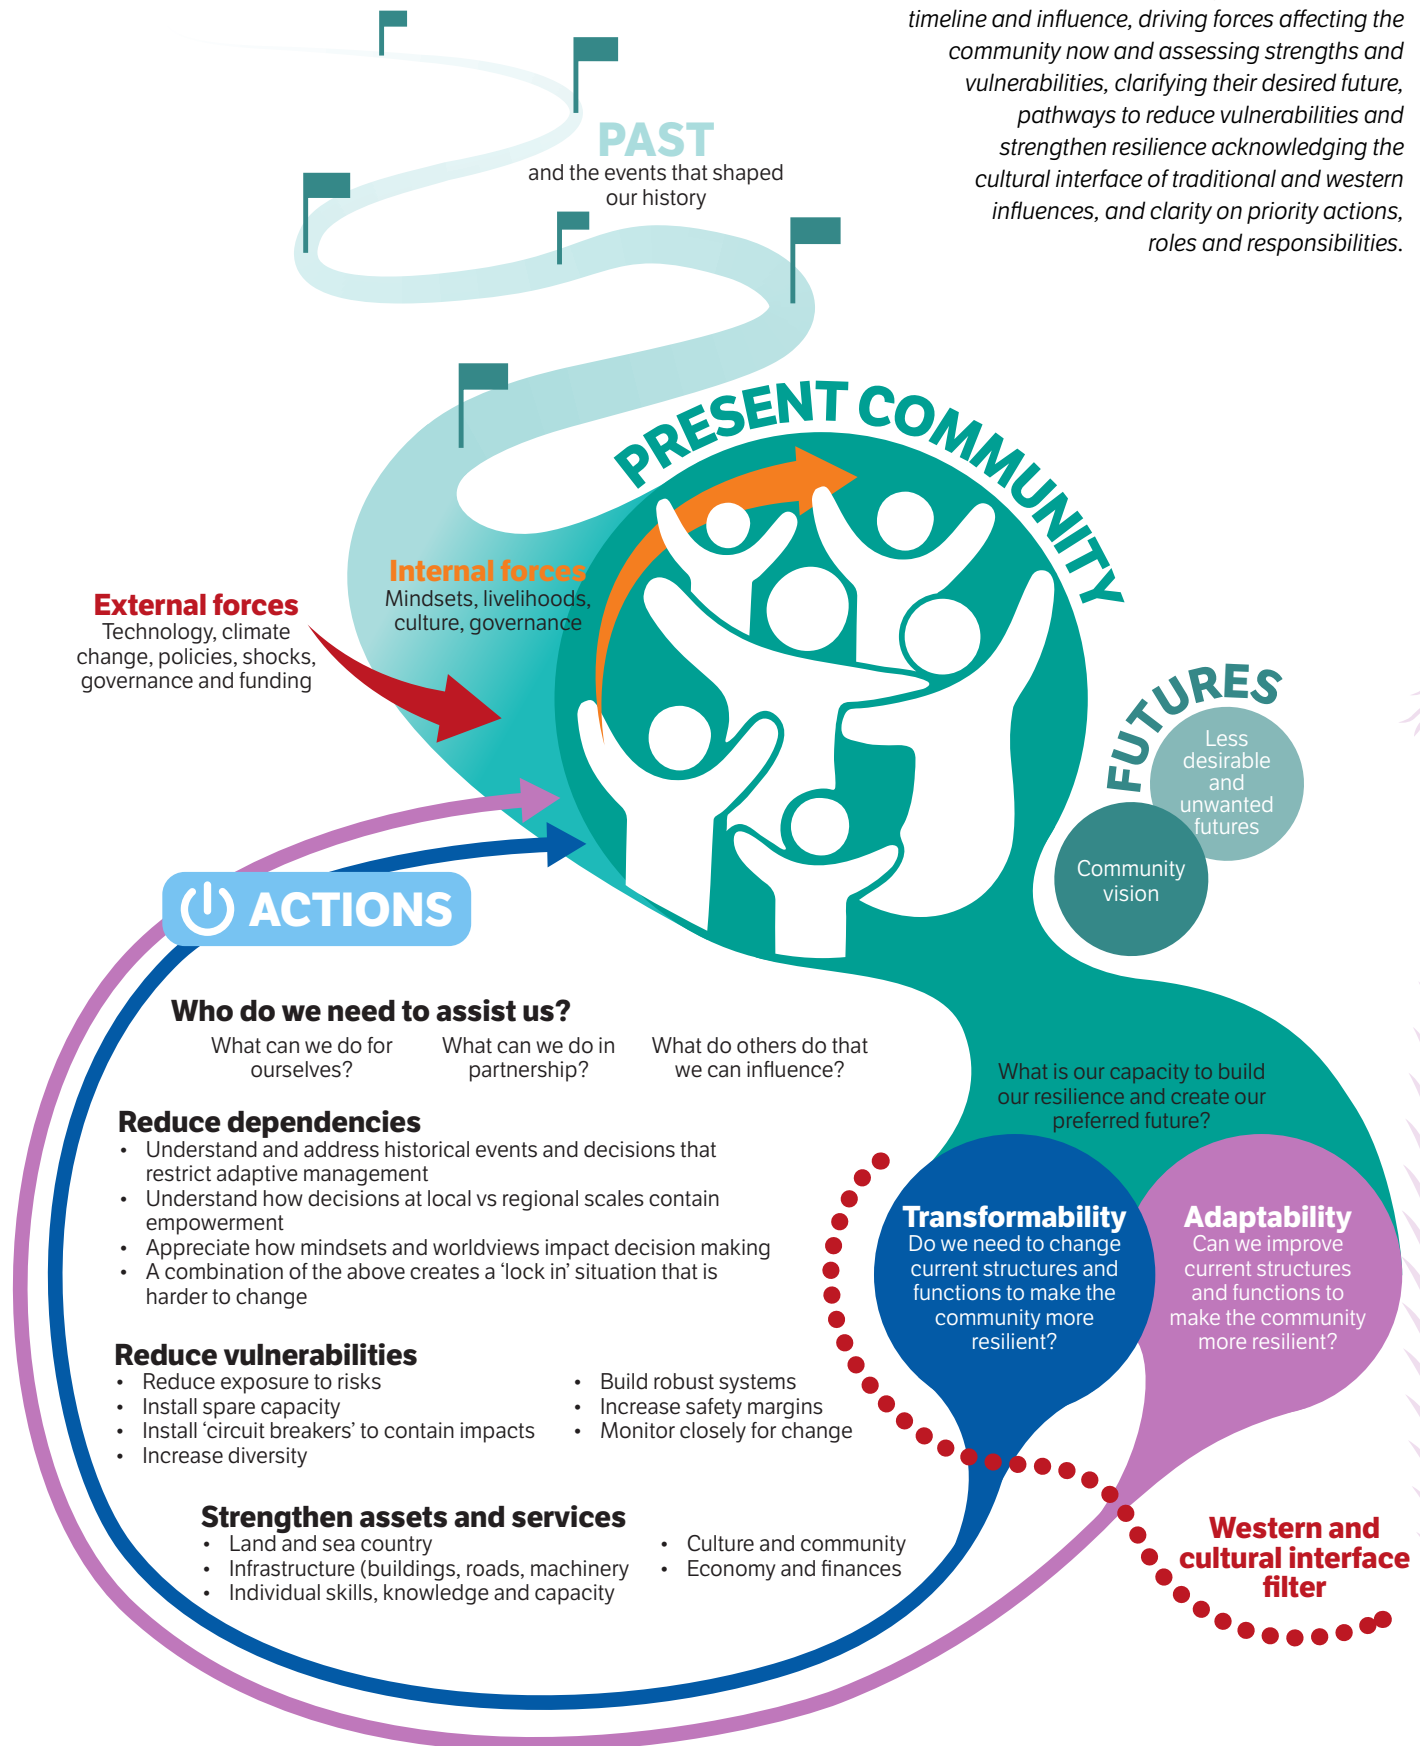 timeline and influence, driving forces affecting the
community now and assessing strengths and
vulnerabilities, clarifying their desired future,
pathways to reduce vulnerabilities and
strengthen resilience acknowledging the
cultural interface of traditional and western
influences, and clarity on priority actions,
roles and responsibilities.
PAST
and the events that shaped
our history
PRESENT COMMUNITY
Internal forces
Mindsets, livelihoods,
culture, governance
External forces
Technology, climate
change, policies, shocks,
governance and funding
FUTURES
Less
desirable
and
unwanted
futures
Community
vision
ACTIONS
Who do we need to assist us?
What can we do for
ourselves?
What can we do in
partnership?
What do others do that
we can influence?
Reduce dependencies
• Understand and address historical events and decisions that
restrict adaptive management
• Understand how decisions at local vs regional scales contain
empowerment
• Appreciate how mindsets and worldviews impact decision making
• A combination of the above creates a ‘lock in’ situation that is
harder to change
Reduce vulnerabilities
• Reduce exposure to risks
• Install spare capacity
• Install ‘circuit breakers’ to contain impacts
• Increase diversity
• Build robust systems
• Increase safety margins
• Monitor closely for change
Strengthen assets and services
• Land and sea country
• Infrastructure (buildings, roads, machinery
• Individual skills, knowledge and capacity
• Culture and community
• Economy and finances
What is our capacity to build
our resilience and create our
preferred future?
Transformability
Do we need to change
current structures and
functions to make the
community more
resilient?
Adaptability
Can we improve
current structures
and functions to
make the community
more resilient?
Western and
cultural interface
filter